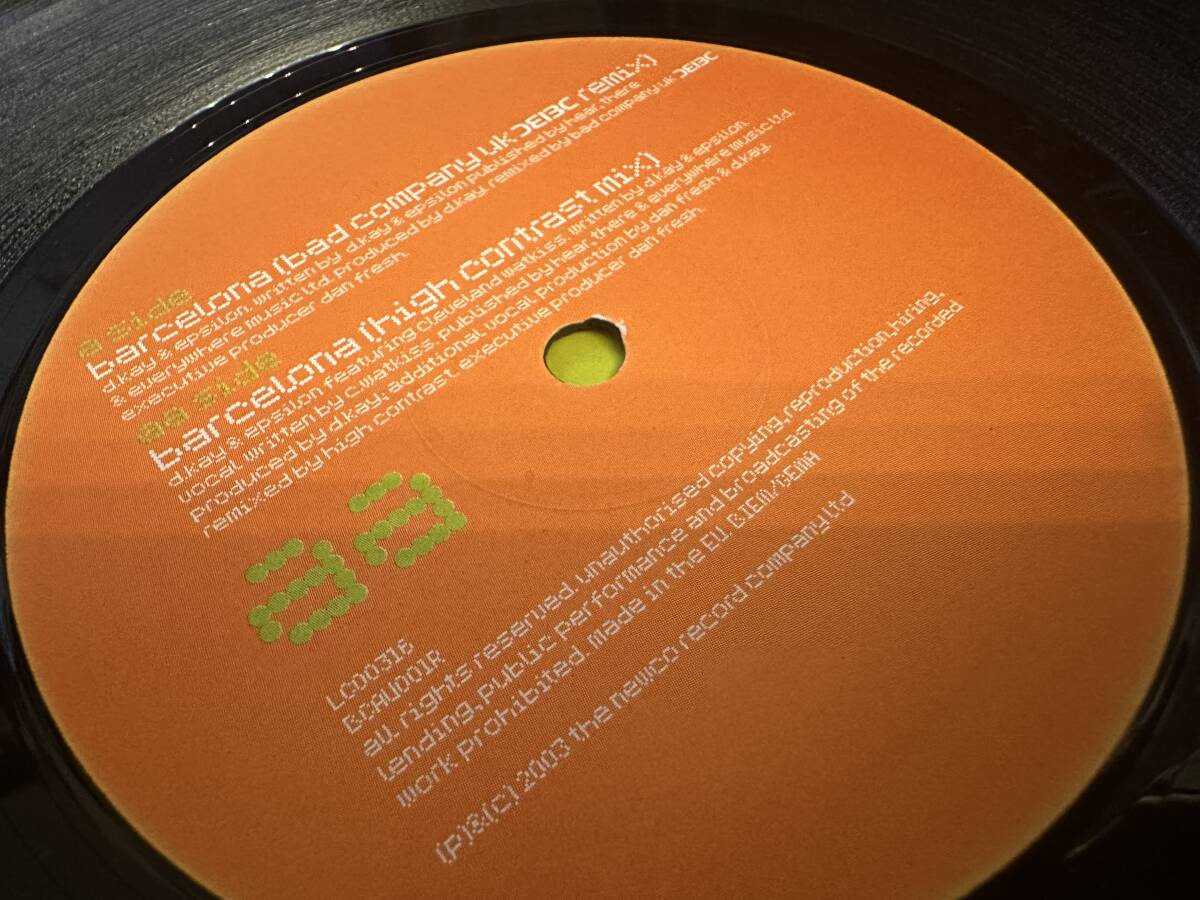 a side
barcelona (bad company uk BC remix)
d.kay & epsilon. written by d.kay & epsilon published by hear, there
& everywhere music ltd. produced by d.kay. remixed by bad company uk BC
executive producer dan fresh.
aa side
barcelona (high contrast mix)
d.kay & epsilon featuring cleveland watkiss. written by d.kay & epsilon.
vocal written by c.watkiss. published by hear, there & everywhere music ltd.
produced by d.kay; additional vocal production by dan fresh & d.kay.
remixed by high contrast. executive producer dan fresh.
aa
LC00316
BCAU001R
all rights reserved. unauthorised copying, reproduction, hiring,
lending, public performance and broadcasting of the recorded
work prohibited. made in the EU. BIEM/GEMA
(P)&(c) 2003 the newco record company ltd